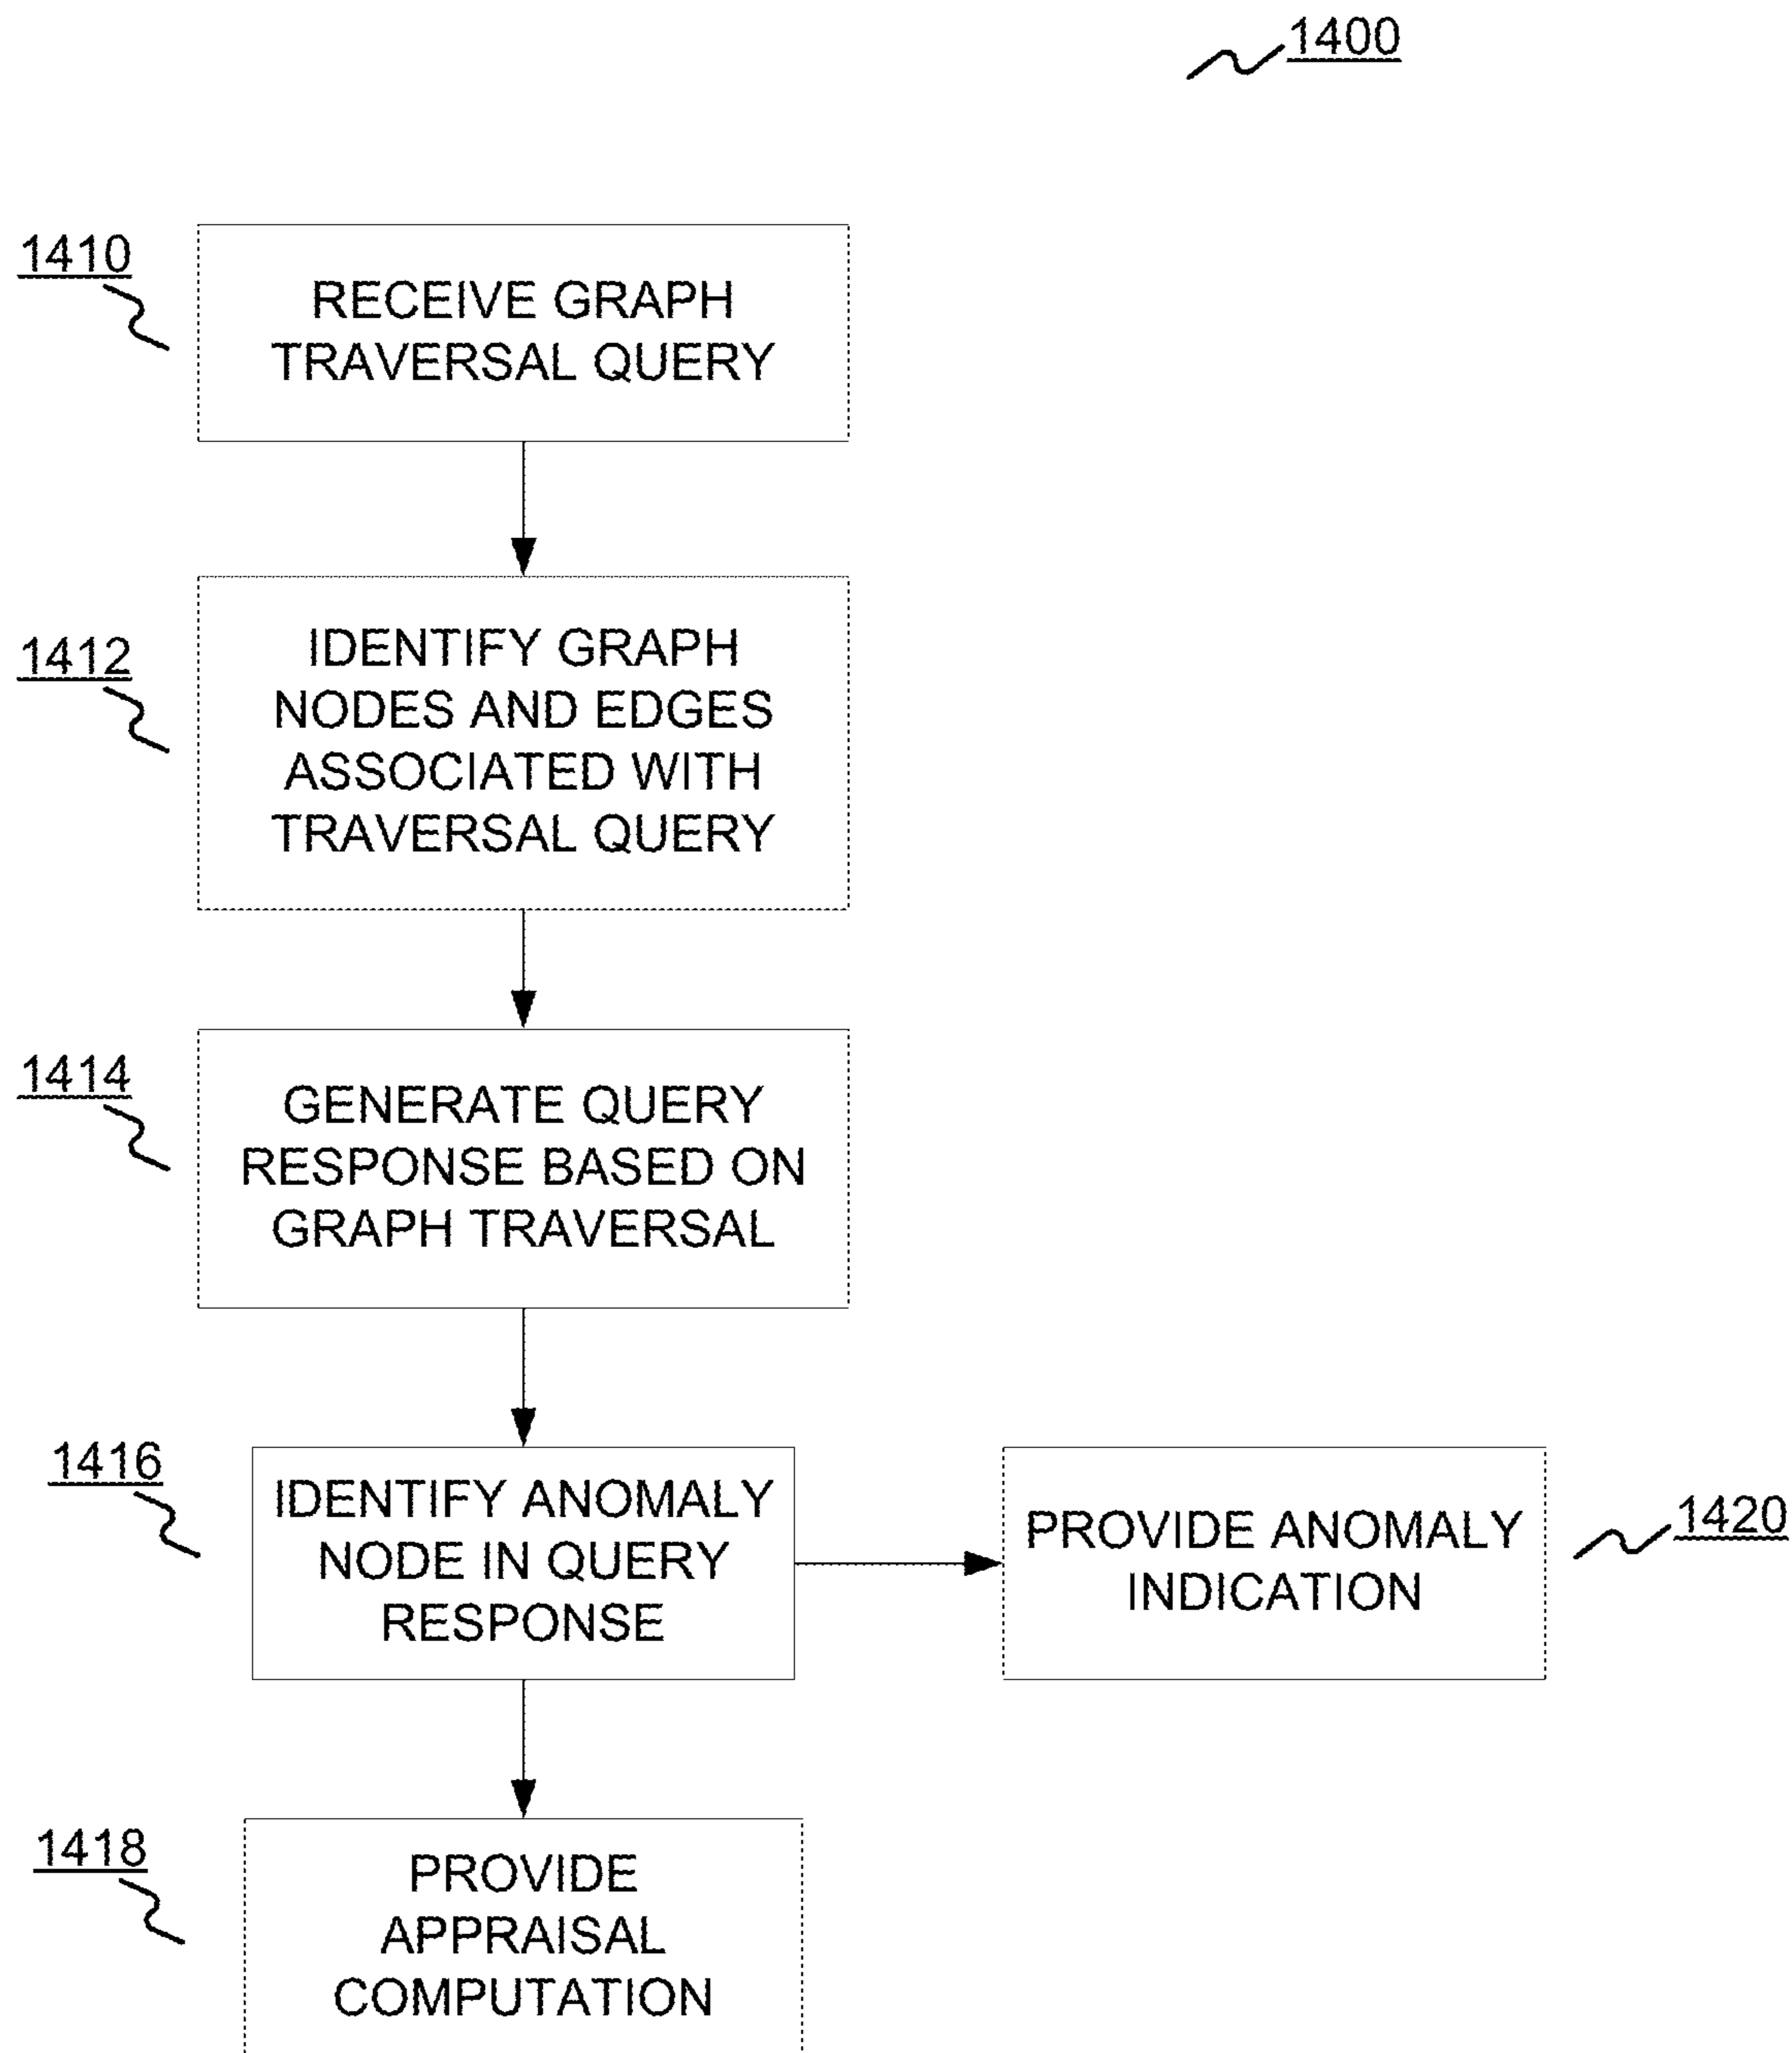 1400
1410
RECEIVE GRAPH
TRAVERSAL QUERY
1412
IDENTIFY GRAPH
NODES AND EDGES
ASSOCIATED WITH
TRAVERSAL QUERY
1414
GENERATE QUERY
RESPONSE BASED ON
GRAPH TRAVERSAL
1416
IDENTIFY ANOMALY
NODE IN QUERY
RESPONSE
PROVIDE ANOMALY
INDICATION
1420
1418
PROVIDE
APPRAISAL
COMPUTATION